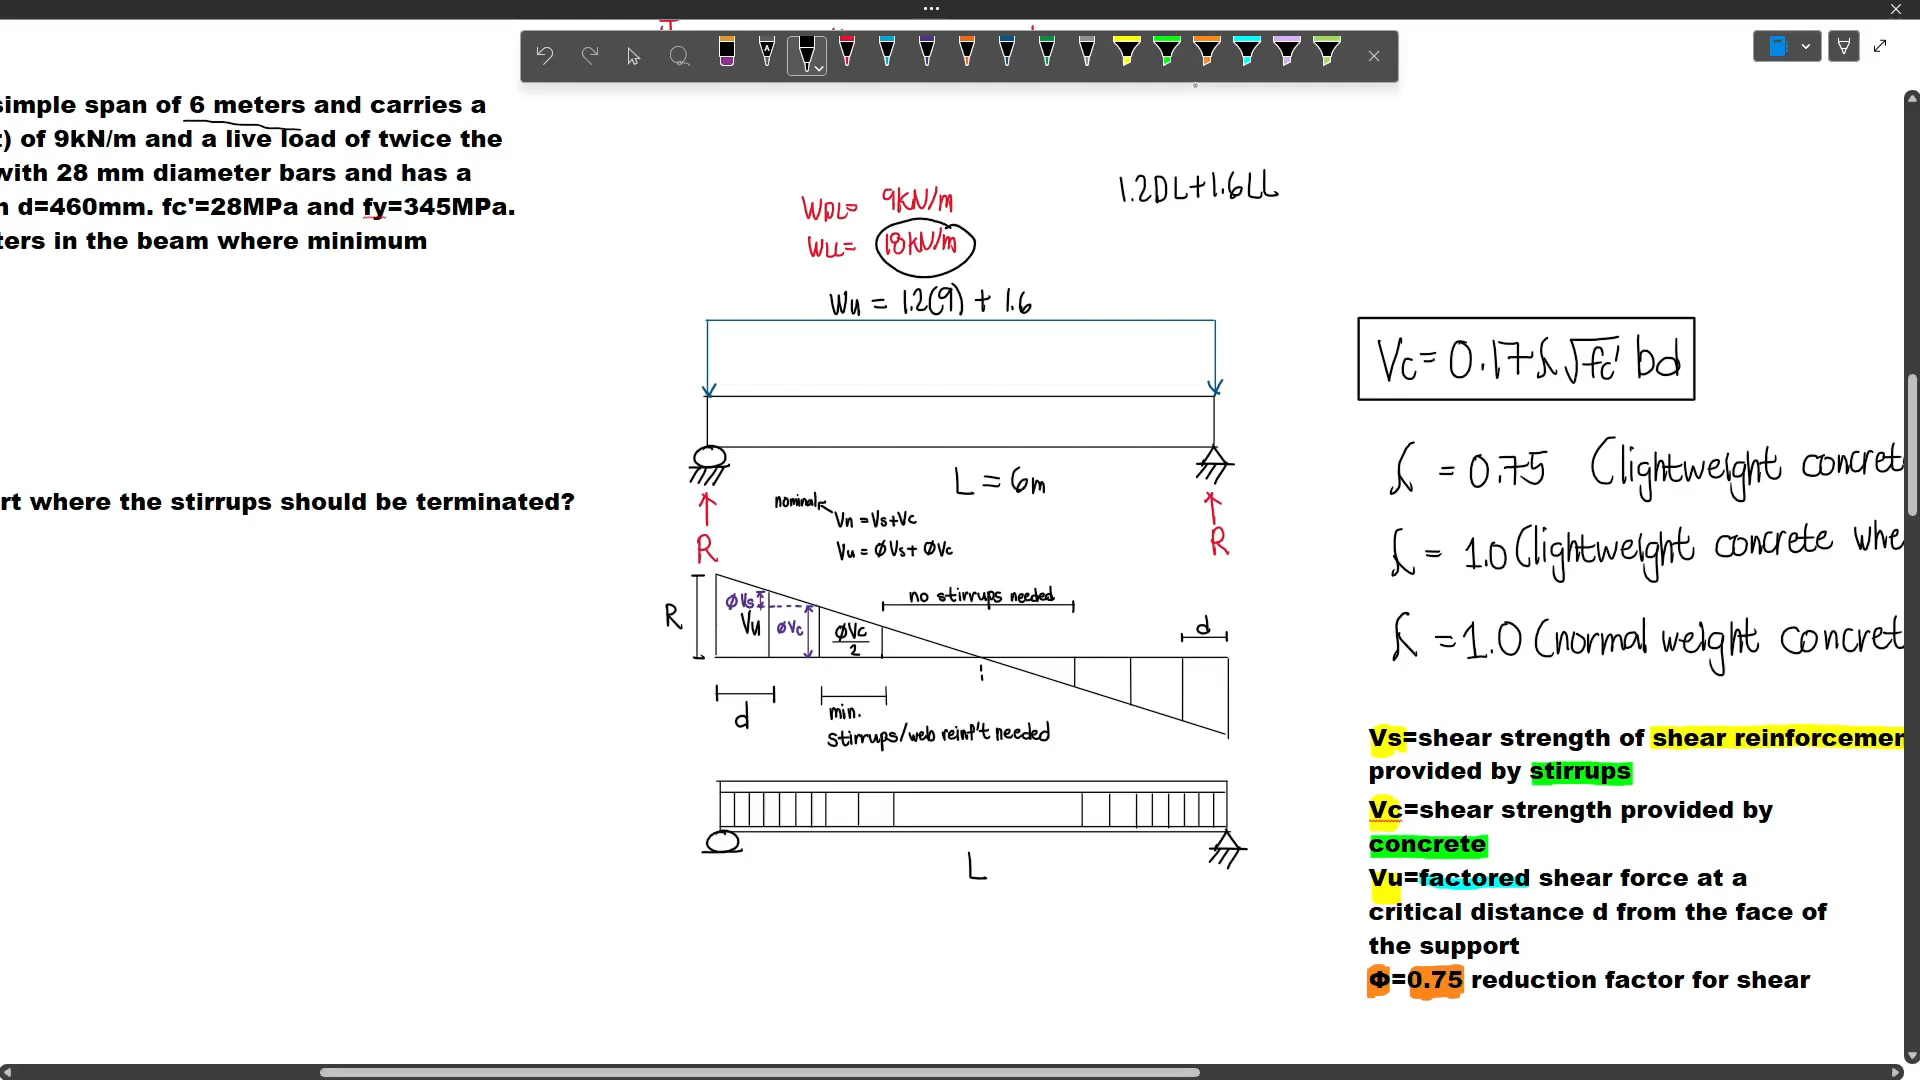 simple span of 6 meters and carries a
) of 9kN/m and a live load of twice the
with 28 mm diameter bars and has a
d=460mm. fc'=28MPa and fy=345MPa.
ters in the beam where minimum
rt where the stirrups should be terminated?
WDL= 9kN/m
WLL= 18kN/m
1.2DL+1.6LL
Wu = 1.2(9) + 1.6
L = 6m
R
R
nominal
Vn = Vs+Vc
Vu = ØVs+ ØVc
R
ØVs
Vu
ØVc
ØVc
2
no stirrups needed
d
d
min.
stirrups/web reinf't needed
L
Vc= 0.17λ√fc' bd
λ = 0.75 (lightweight concret
λ = 1.0 (lightweight concrete whe
λ = 1.0 (normal weight concret
Vs=shear strength of shear reinforcemen
provided by stirrups
Vc=shear strength provided by
concrete
Vu=factored shear force at a
critical distance d from the face of
the support
Φ=0.75 reduction factor for shear